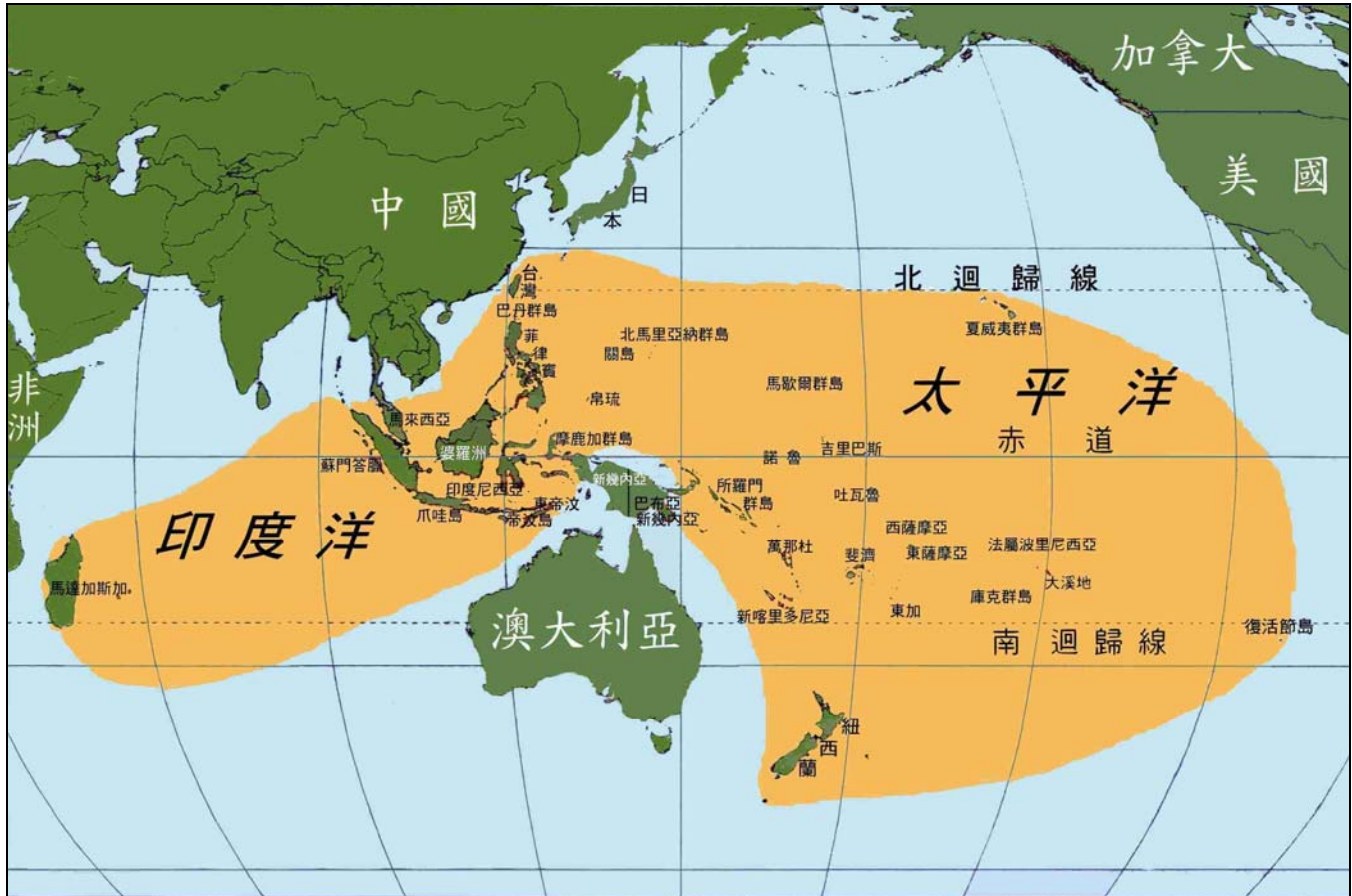 加拿大
美國
中國
日本
台灣
北迴歸線
巴丹群島
夏威夷群島
菲律賓
北馬里亞納群島
關島
非洲
馬歇爾群島
太平洋
帛琉
馬來西亞
摩鹿加群島
赤道
婆羅洲
諾魯
吉里巴斯
蘇門答臘
新幾內亞
所羅門
群島
印度尼西亞
東帝汶
巴布亞
新幾內亞
吐瓦魯
爪哇島
帝汶島
印度洋
西薩摩亞
萬那杜
斐濟
東薩摩亞
法屬波里尼西亞
馬達加斯加
大溪地
庫克群島
新喀里多尼亞
東加
澳大利亞
南迴歸線
復活節島
紐西蘭